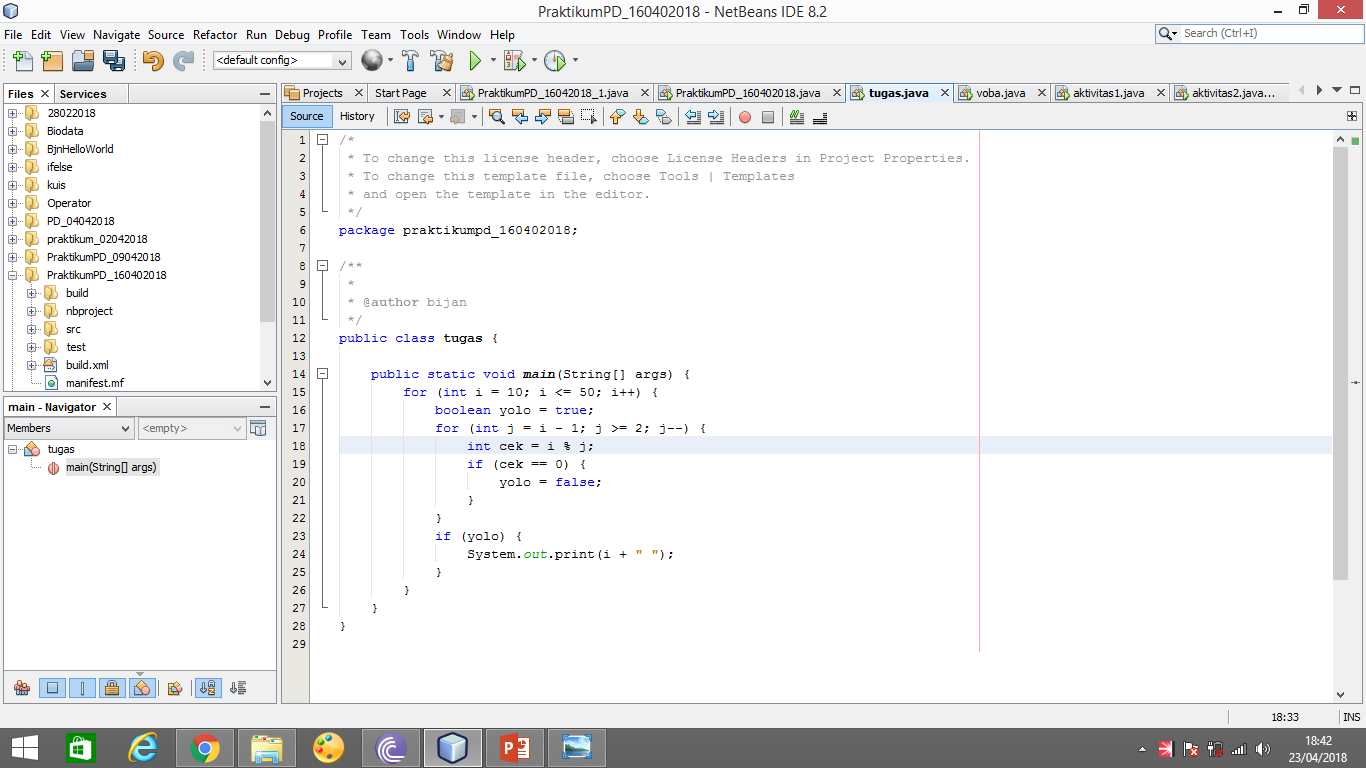 PraktikumPD_160402018 - NetBeans IDE 8.2
File Edit View Navigate Source Refactor Run Debug Profile Team Tools Window Help
Search (Ctrl+I)
<default config>
Files Services
Projects Start Page PraktikumPD_16042018_1.java PraktikumPD_160402018.java tugas.java voba.java aktivitas1.java aktivitas2.java...
Source History
28022018
Biodata
BjnHelloWorld
ifelse
kuis
Operator
PD_04042018
praktikum_02042018
PraktikumPD_09042018
PraktikumPD_160402018
build
nbproject
src
test
build.xml
manifest.mf
main - Navigator
Members <empty>
tugas
main(String[] args)
1 /*
2 * To change this license header, choose License Headers in Project Properties.
3 * To change this template file, choose Tools | Templates
4 * and open the template in the editor.
5 */
6 package praktikumpd_160402018;
7
8 /**
9 *
10 * @author bijan
11 */
12 public class tugas {
13
14 public static void main(String[] args) {
15 for (int i = 10; i <= 50; i++) {
16 boolean yolo = true;
17 for (int j = i - 1; j >= 2; j--) {
18 int cek = i % j;
19 if (cek == 0) {
20 yolo = false;
21 }
22 }
23 if (yolo) {
24 System.out.print(i + " ");
25 }
26 }
27 }
28 }
29
18:33 INS
18:42
23/04/2018